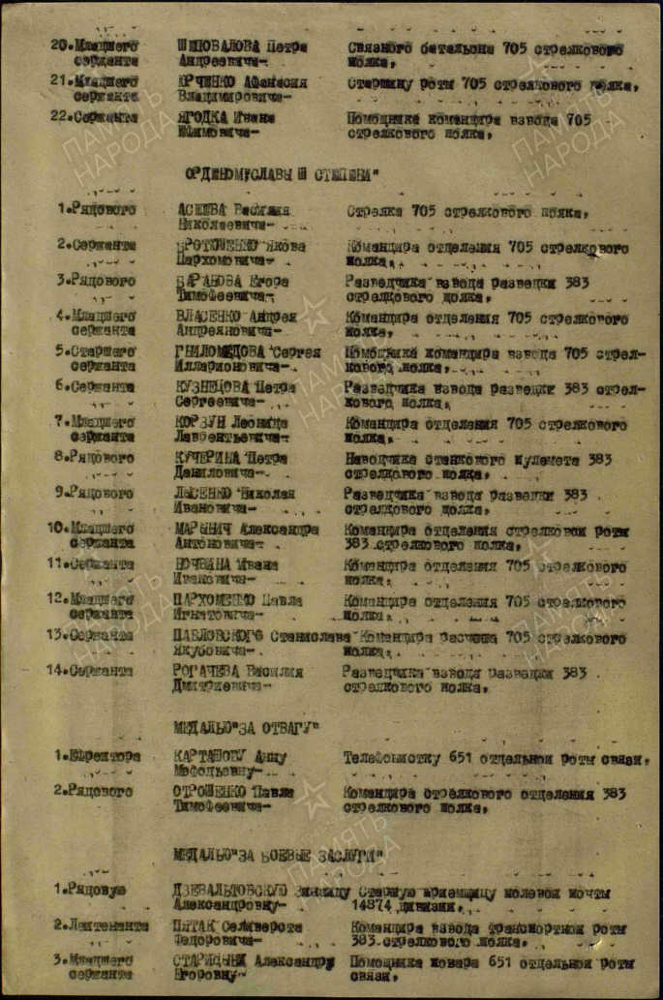 20.Младшего ШПОВАЛОВА Петра Связного батальона 705 стрелкового
сержанта Андреевича- полка,
21.Младшего ЮРЧЕНКО Афанасия Старшину роты 705 стрелкового полка,
сержанта Владимировича-
22.Сержанта ЯГОДКА Ивана Помощника командира взвода 705
Ефимовича- стрелкового полка,
ОРДЕНОМ"СЛАВЫ Ш СТЕПЕНИ"
1.Рядового Василия Стрелка 705 стрелкового полка,
Николаевича-
2.Сержанта Якова Командира отделения 705 стрелкового
Пархомовича- полка,
3.Рядового БАРАНОВА Егора Разведчика взвода разведки 383
Тимофеевича- стрелкового полка,
4.Младшего ВЛАСЕНКО Андрея Командира отделения 705 стрелкового
сержанта Андреяновича- полка,
5.Старшего ГНИЛОМЕДОВА Сергея Помощника командира взвода 705 стрел-
сержанта Илларионовича- кового полка,
6.Сержанта КУЗНЕЦОВА Петра Разведчика взвода разведки 383 стрел-
Сергеевича- кового полка,
7.Младшего КОРЗУН Леонида Командира отделения 705 стрелкового
сержанта Лаврентьевича- полка,
8.Рядового КУЧЕРИНА Петра Наводчика станкового пулемета 383
Даниловича- стрелкового полка,
9.Рядового ЛЫСЕНКО Николая Разведчика взвода разведки 383
Ивановича- стрелкового полка,
10.Младшего МАРЫНИЧ Александра Командира отделения стрелковой роты
сержанта Антоновича- 383 стрелкового полка,
11.Сержанта НОЧВИНА Ивана Командира отделения 705 стрелкового
Ивановича- полка,
12.Младшего ПАРХОМЕНКО Павла Командира отделения 705 стрелкового
сержанта Игнатовича- полка,
13.Сержанта ПАВЛОВСКОГО Станислава Командира расчета 705 стрелкового
Якубовича- полка,
14.Сержанта РОГАЧЕВА Василия Разведчика взвода разведки 383
Дмитриевича- стрелкового полка,
МЕДАЛЬЮ"ЗА ОТВАГУ"
1.Ефрейтора КАРТАШОВУ Анну Телефонистку 651 отдельной роты связи,
Мефодьевну-
2.Рядового ОТРОШЕНКО Павла Командира стрелкового отделения 383
Тимофеевича- стрелкового полка,
МЕДАЛЬЮ"ЗА БОЕВЫЕ ЗАСЛУГИ"
1.Рядовую ДЗЕВАЛЬТОВСКУЮ Зинаиду Старшую приемщицу полевой почты
Александровну- 14874 дивизии,
2.Лейтенанта ПЯТАК Селиверста Командира взвода транспортной роты
Федоровича- 383 стрелкового полка,
3.Младшего СТАРИЦЫНУ Александру Помощника повара 651 отдельной роты
сержанта Егоровну- связи,
ПАМЯТЬ
НАРОДА